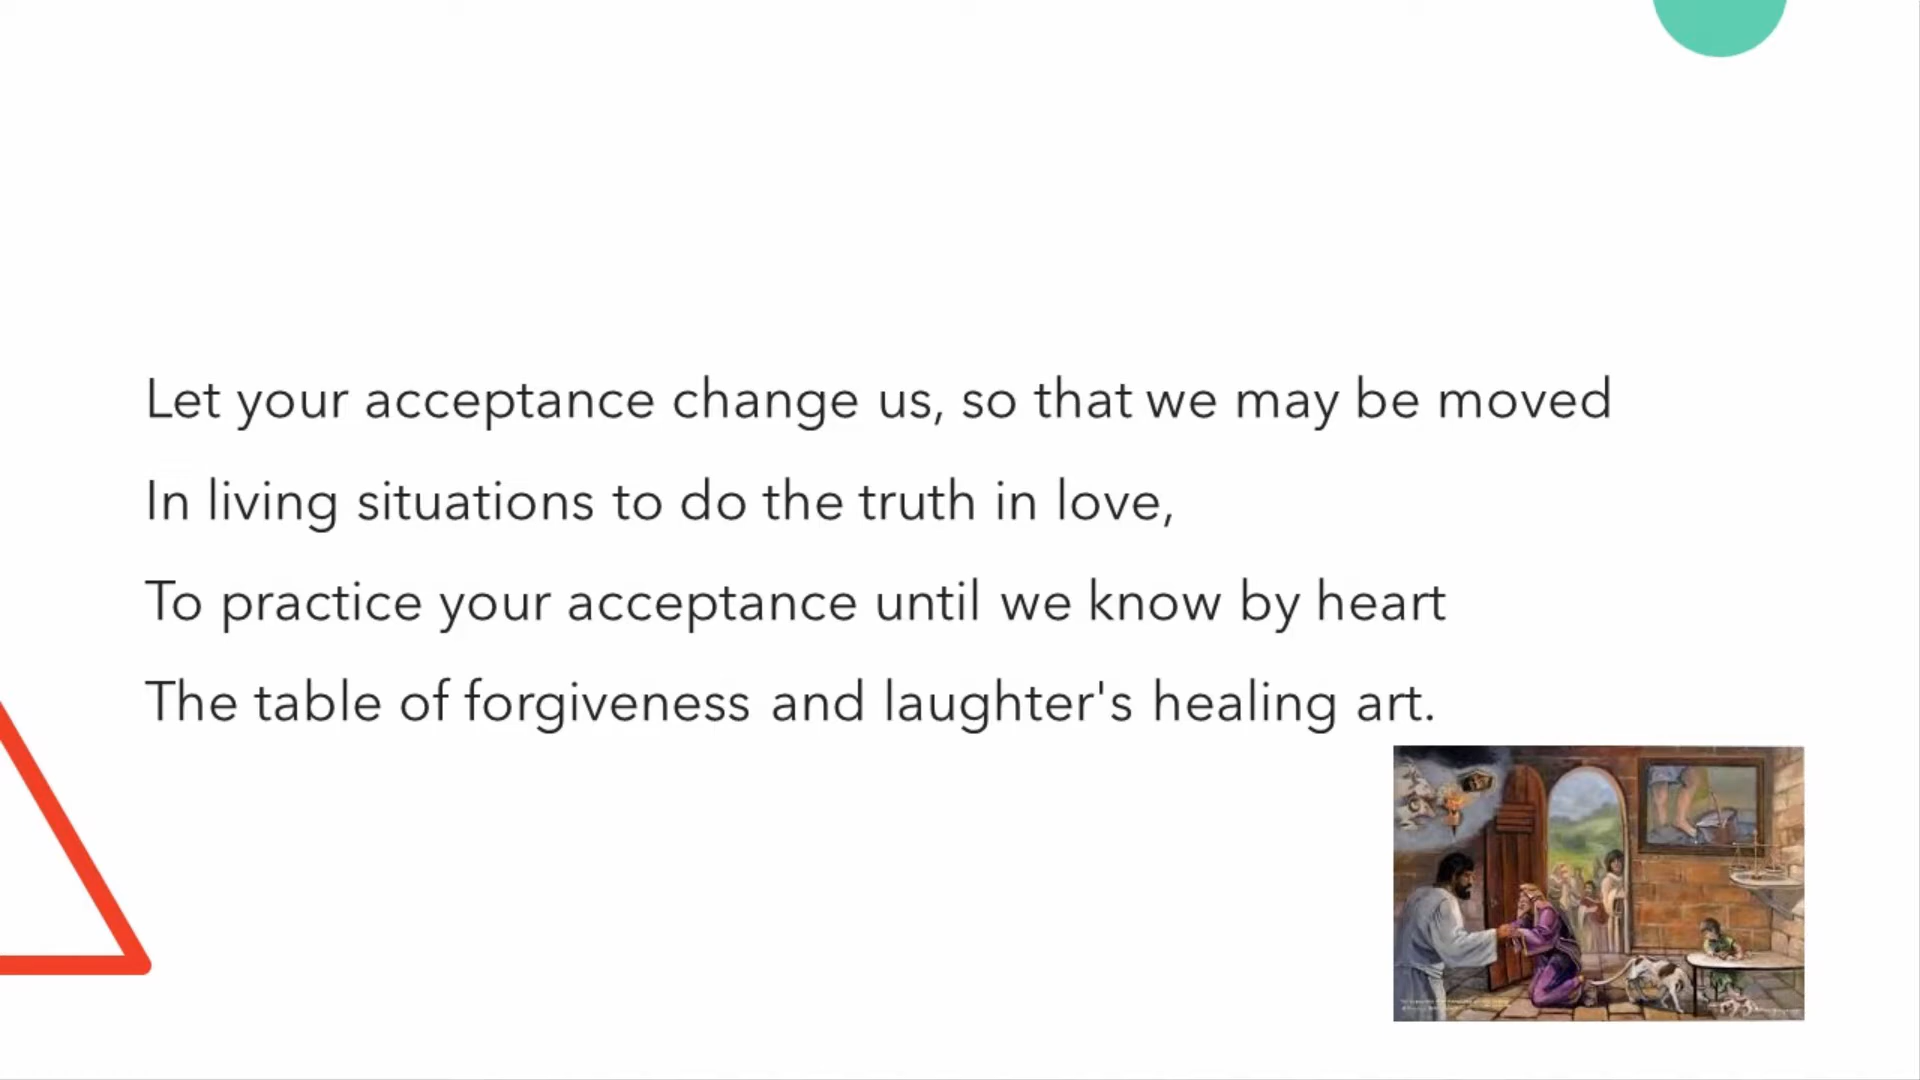 Let your acceptance change us, so that we may be moved
In living situations to do the truth in love,
To practice your acceptance until we know by heart
The table of forgiveness and laughter's healing art.